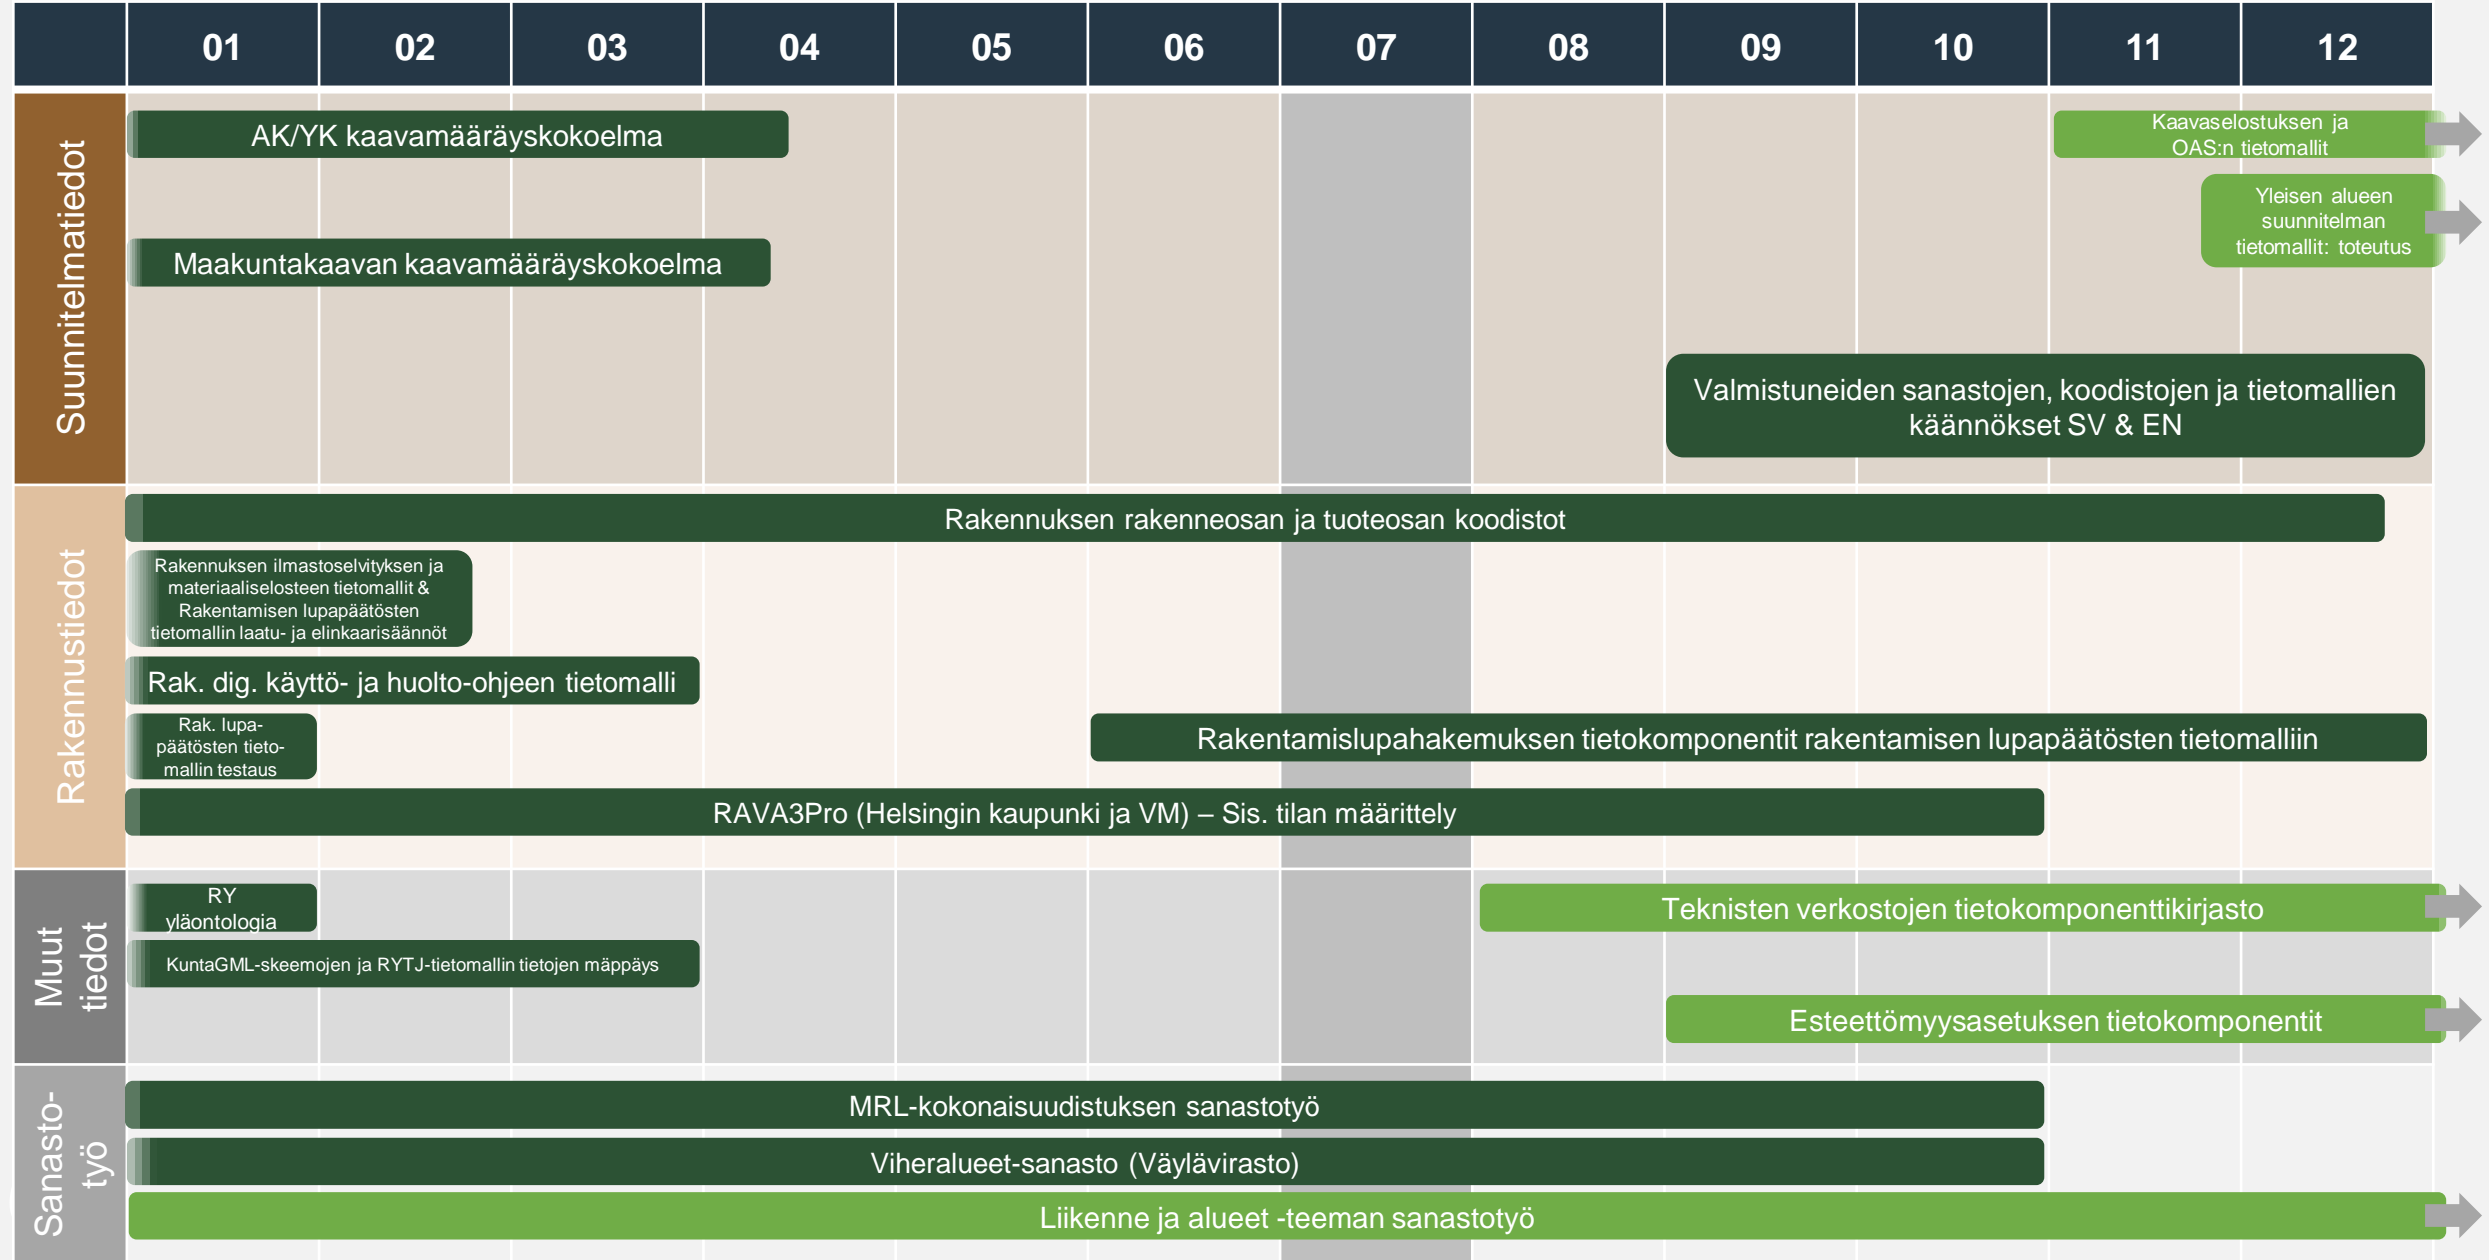 01 02 03 04 05 06 07 08 09 10 11 12
Suunnitelmatiedot
AK/YK kaavamääräyskokoelma
Kaavaselostuksen ja
OAS:n tietomallit
Yleisen alueen
suunnitelman
tietomallit: toteutus
Maakuntakaavan kaavamääräyskokoelma
Valmistuneiden sanastojen, koodistojen ja tietomallien
käännökset SV & EN
Rakennustiedot
Rakennuksen rakenneosan ja tuoteosan koodistot
Rakennuksen ilmastoselvityksen ja
materiaaliselosteen tietomallit &
Rakentamisen lupapäätösten
tietomallin laatu- ja elinkaarisäännöt
Rak. dig. käyttö- ja huolto-ohjeen tietomalli
Rak. lupa-
päätösten tieto-
mallin testaus
Rakentamislupahakemuksen tietokomponentit rakentamisen lupapäätösten tietomalliin
RAVA3Pro (Helsingin kaupunki ja VM) – Sis. tilan määrittely
Muut
tiedot
RY
yläontologia
Teknisten verkostojen tietokomponenttikirjasto
KuntaGML-skeemojen ja RYTJ-tietomallin tietojen mäppäys
Esteettömyysasetuksen tietokomponentit
Sanasto-
työ
MRL-kokonaisuudistuksen sanastotyö
Viheralueet-sanasto (Väylävirasto)
Liikenne ja alueet -teeman sanastotyö